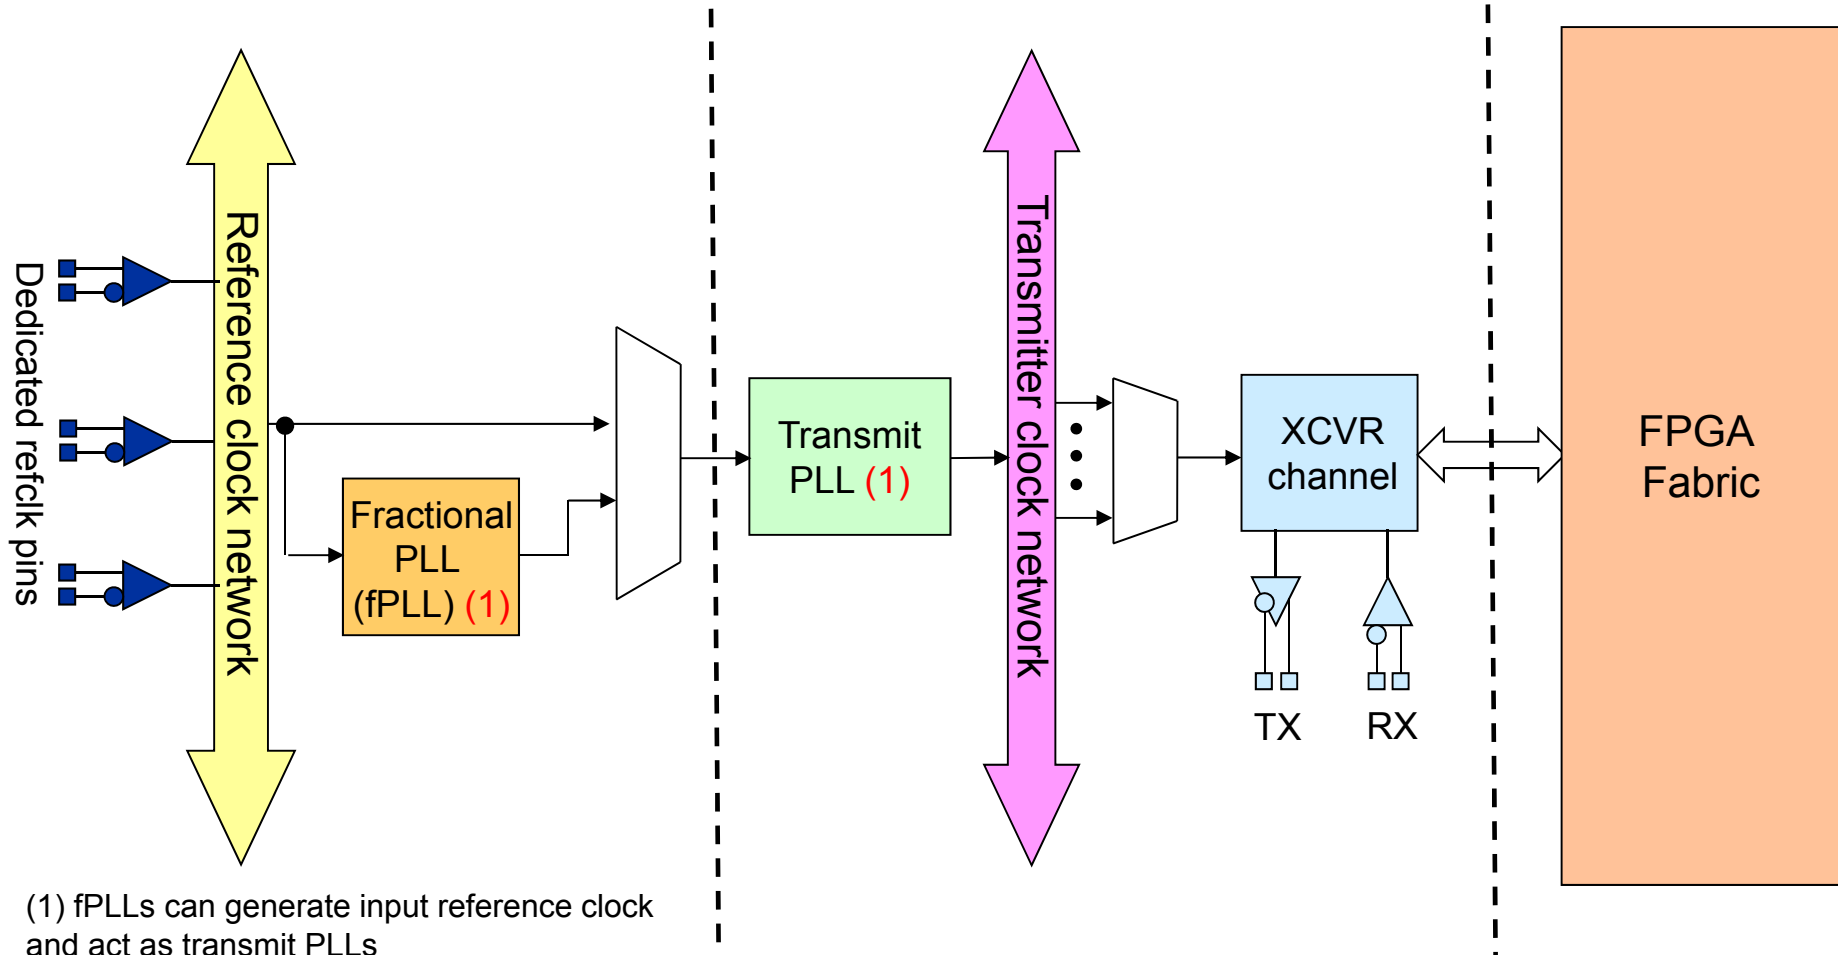 Dedicated refclk pins
Reference clock network
Fractional
PLL
(fPLL) (1)
Transmit
PLL (1)
Transmitter clock network
XCVR
channel
TX
RX
FPGA
Fabric
(1) fPLLs can generate input reference clock
and act as transmit PLLs